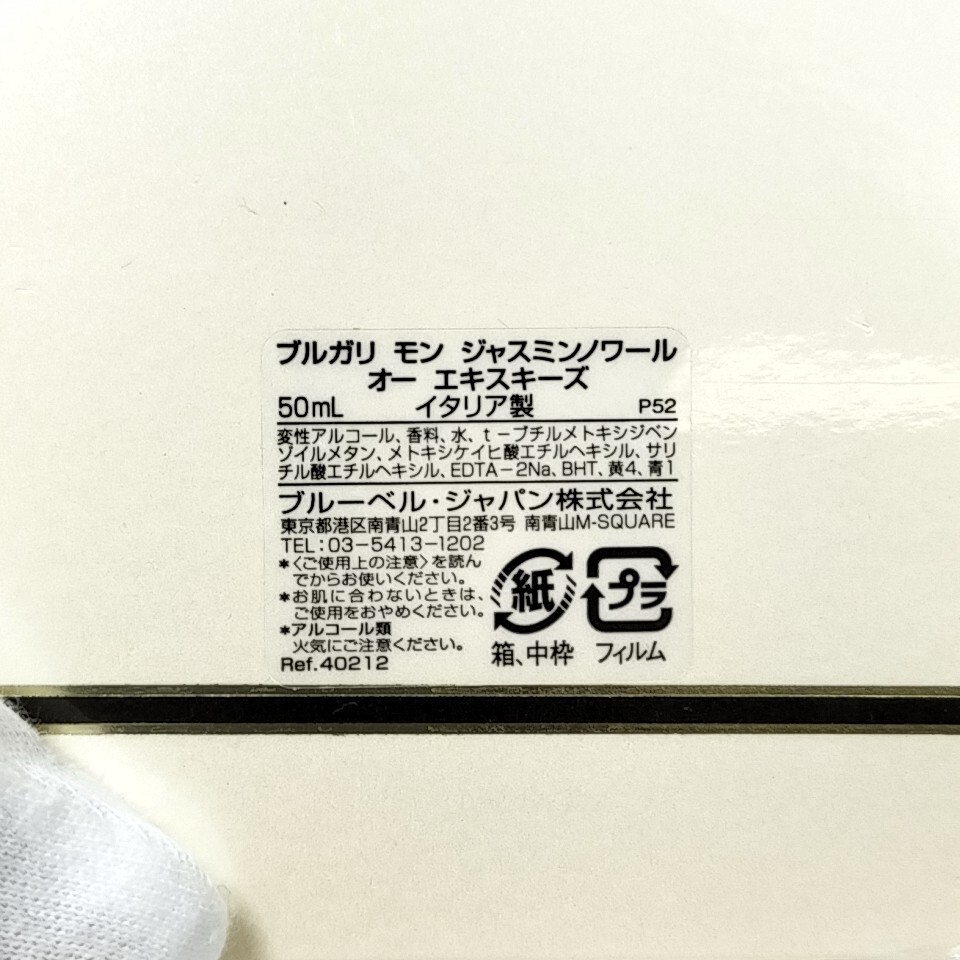 ブルガリ モン ジャスミンノワール
オー エキスキーズ
50mL イタリア製 P52
変性アルコール、香料、水、t－ブチルメトキシジベン
ゾイルメタン、メトキシケイヒ酸エチルヘキシル、サリ
チル酸エチルヘキシル、EDTA－2Na、BHT、黄4、青1
ブルーベル・ジャパン株式会社
東京都港区南青山2丁目2番3号 南青山M-SQUARE
TEL：03－5413－1202
＊〈ご使用上の注意〉を読ん
でからお使いください。
＊お肌に合わないときは、
ご使用をおやめください。
＊アルコール類
火気にご注意ください。
Ref.40212
紙
箱、中枠
プラ
フィルム